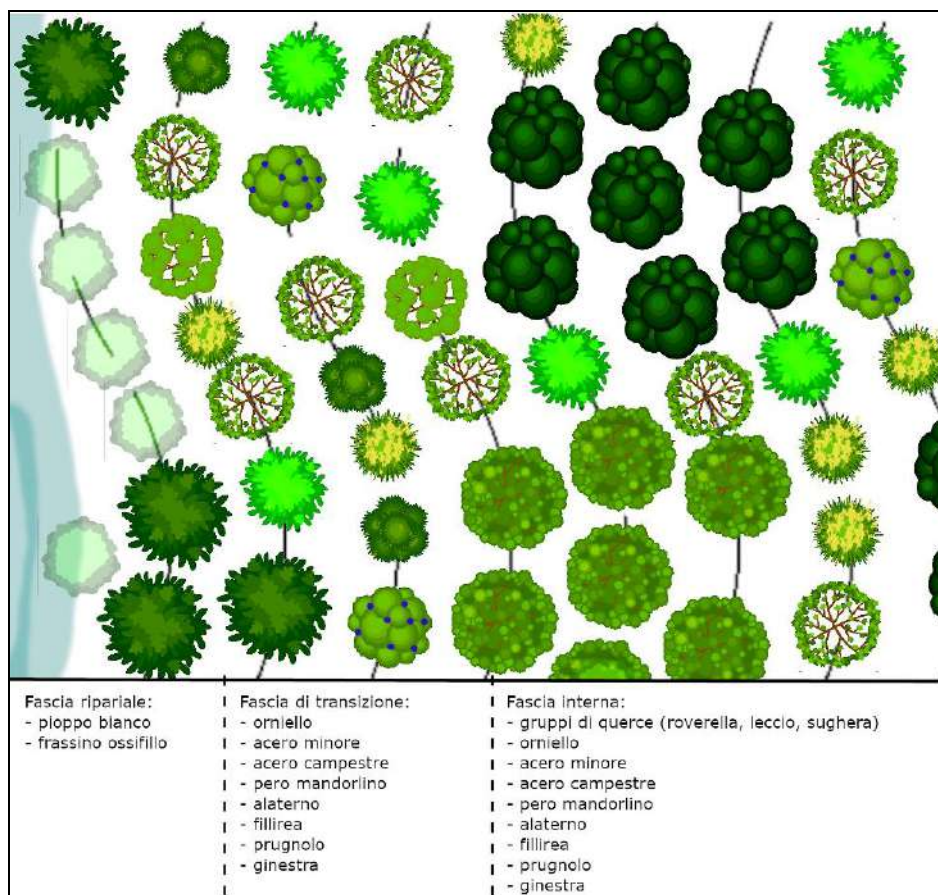 Fascia ripariale:
- pioppo bianco
- frassino ossifillo
Fascia di transizione:
- orniello
- acero minore
- acero campestre
- pero mandorlino
- alaterno
- fillirea
- prugnolo
- ginestra
Fascia interna:
- gruppi di querce (roverella, leccio, sughera)
- orniello
- acero minore
- acero campestre
- pero mandorlino
- alaterno
- fillirea
- prugnolo
- ginestra